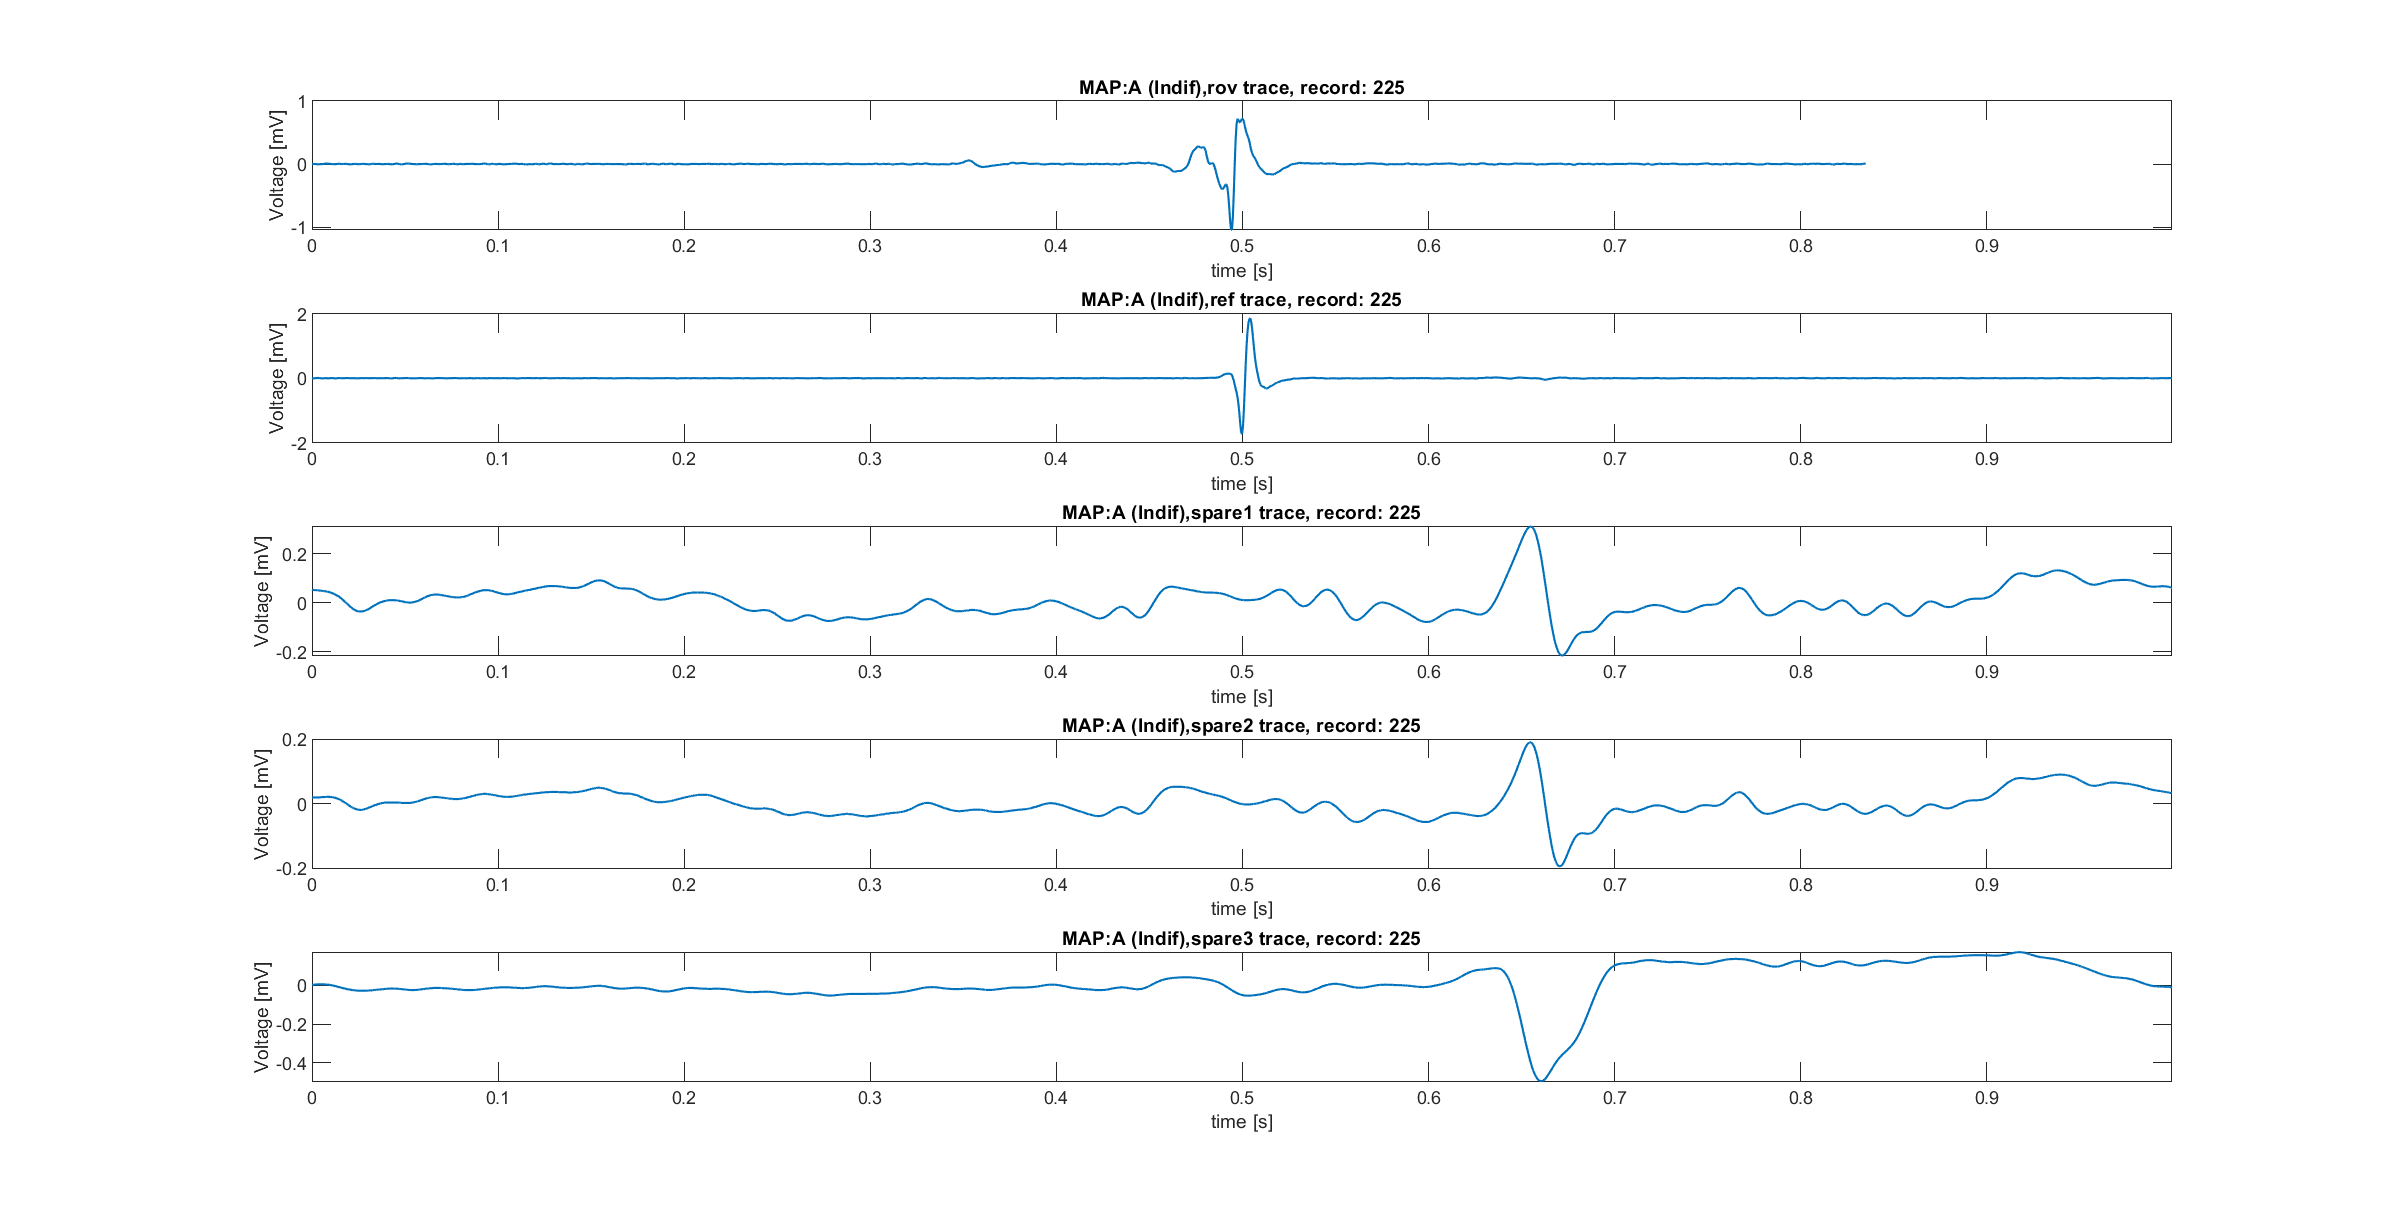 MAP:A (Indif),rov trace, record: 225
Voltage [mV]
1
0
-1
0 0.1 0.2 0.3 0.4 0.5 0.6 0.7 0.8 0.9
time [s]
MAP:A (Indif),ref trace, record: 225
Voltage [mV]
2
0
-2
0 0.1 0.2 0.3 0.4 0.5 0.6 0.7 0.8 0.9
time [s]
MAP:A (Indif),spare1 trace, record: 225
Voltage [mV]
0.2
0
-0.2
0 0.1 0.2 0.3 0.4 0.5 0.6 0.7 0.8 0.9
time [s]
MAP:A (Indif),spare2 trace, record: 225
Voltage [mV]
0.2
0
-0.2
0 0.1 0.2 0.3 0.4 0.5 0.6 0.7 0.8 0.9
time [s]
MAP:A (Indif),spare3 trace, record: 225
Voltage [mV]
0
-0.2
-0.4
0 0.1 0.2 0.3 0.4 0.5 0.6 0.7 0.8 0.9
time [s]